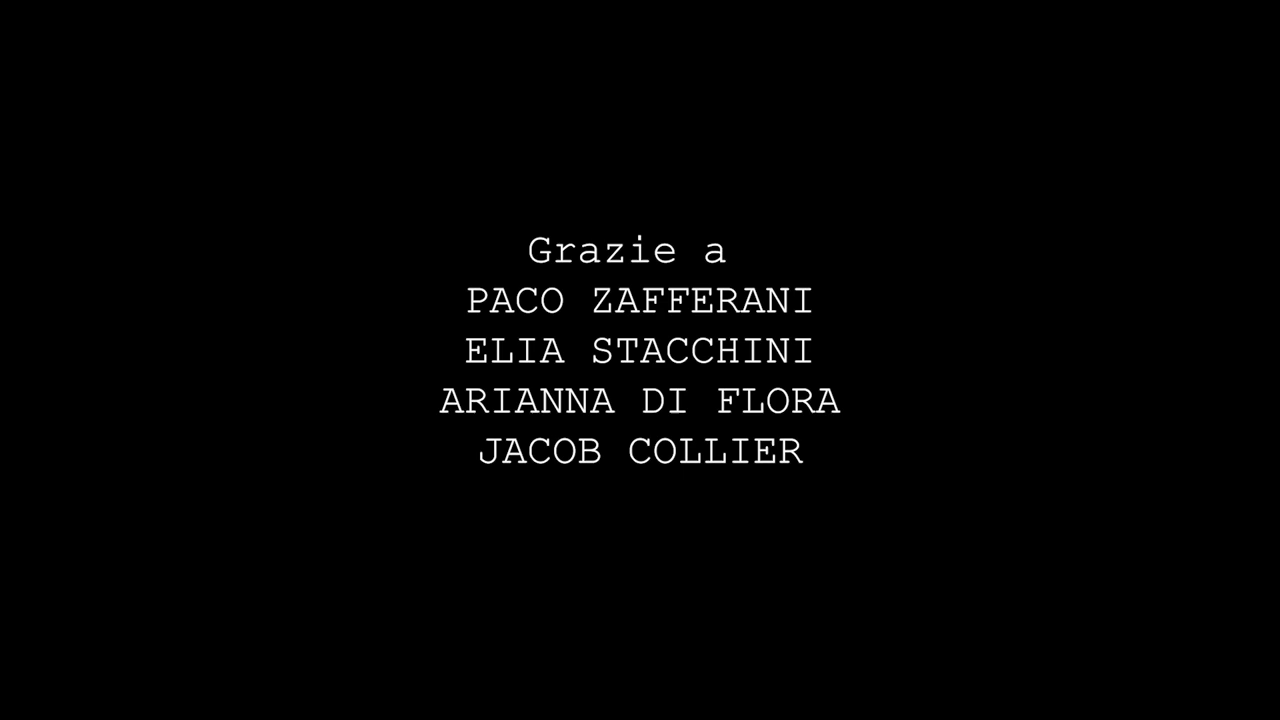 Grazie a
PACO ZAFFERANI
ELIA STACCHINI
ARIANNA DI FLORA
JACOB COLLIER